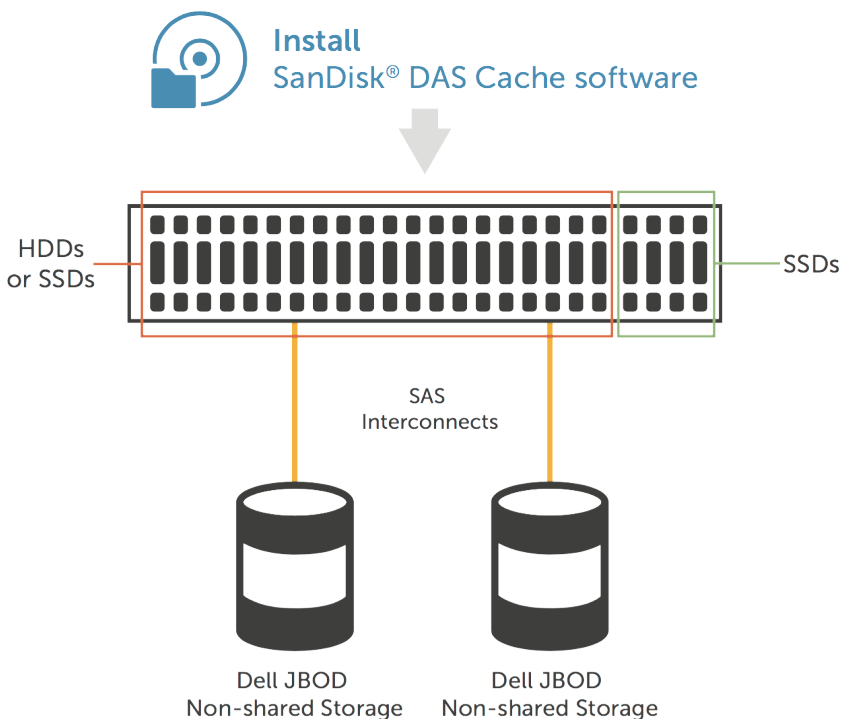 Install
SanDisk® DAS Cache software
HDDs
or SSDs
SSDs
SAS
Interconnects
Dell JBOD
Non-shared Storage
Dell JBOD
Non-shared Storage